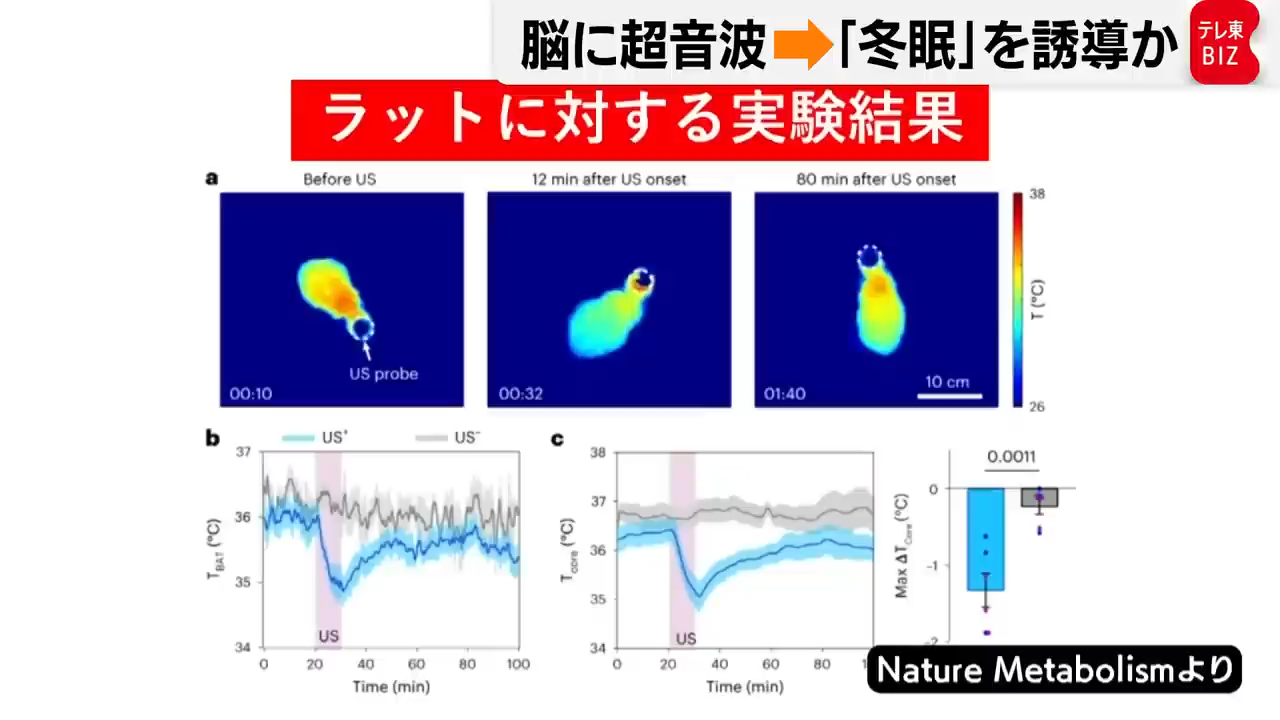 脳に超音波➡「冬眠」を誘導か
テレ東
BIZ
ラットに対する実験結果
a
Before US
12 min after US onset
80 min after US onset
US probe
00:10
00:32
01:40
10 cm
38
T (°C)
26
b
US⁺
US⁻
37
36
35
34
T_BAT (°C)
US
0 20 40 60 80 100
Time (min)
c
38
37
36
35
34
T_core (°C)
US
0 20 40 60 80 1
Time (min)
0.0011
0
-1
-2
Max ΔT_Core (°C)
Nature Metabolismより